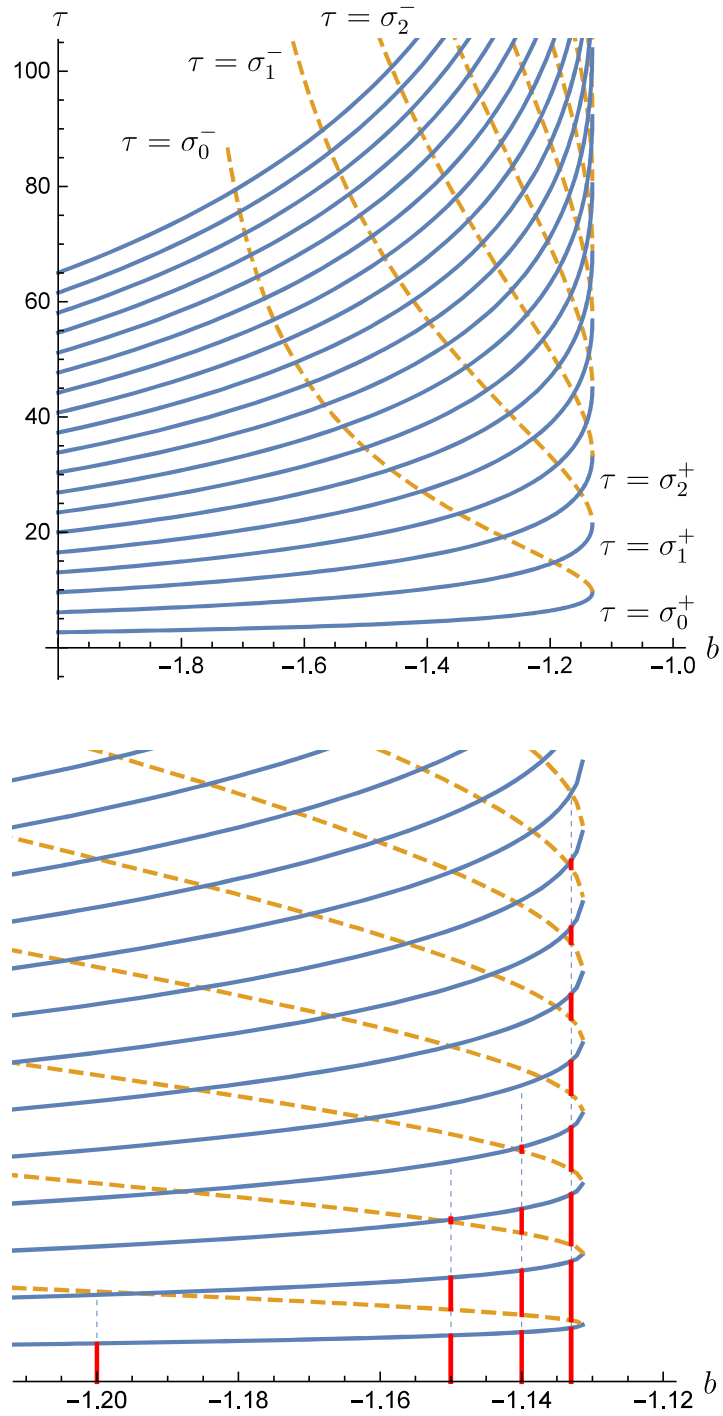 τ
τ = σ₂⁻
100
τ = σ₁⁻
τ = σ₀⁻
80
60
40
τ = σ₂⁺
20
τ = σ₁⁺
τ = σ₀⁺
−1.8 −1.6 −1.4 −1.2 −1.0 b
−1.20 −1.18 −1.16 −1.14 −1.12 b